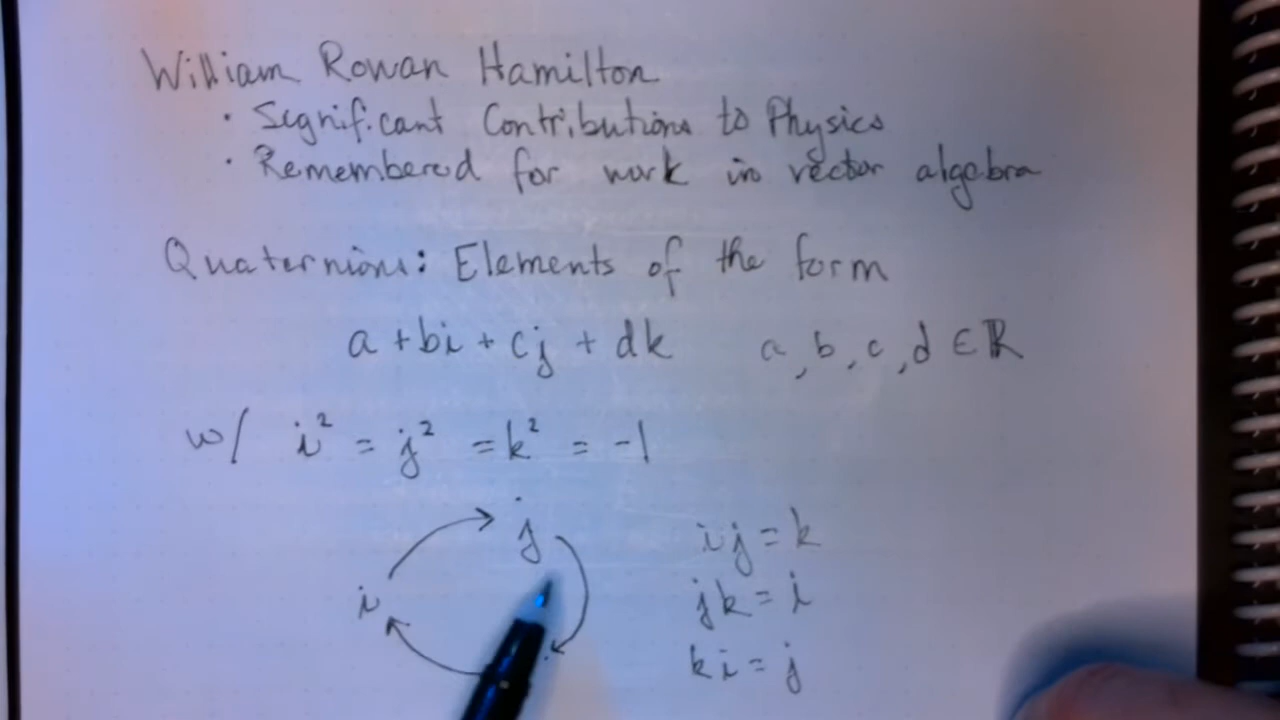 William Rowan Hamilton
· Significant Contributions to Physics
· Remembered for work in vector algebra
Quaternions: Elements of the form
a + bi + cj + dk a, b, c, d ∈ ℝ
w/ i² = j² = k² = -1
j
i
ij = k
jk = i
ki = j